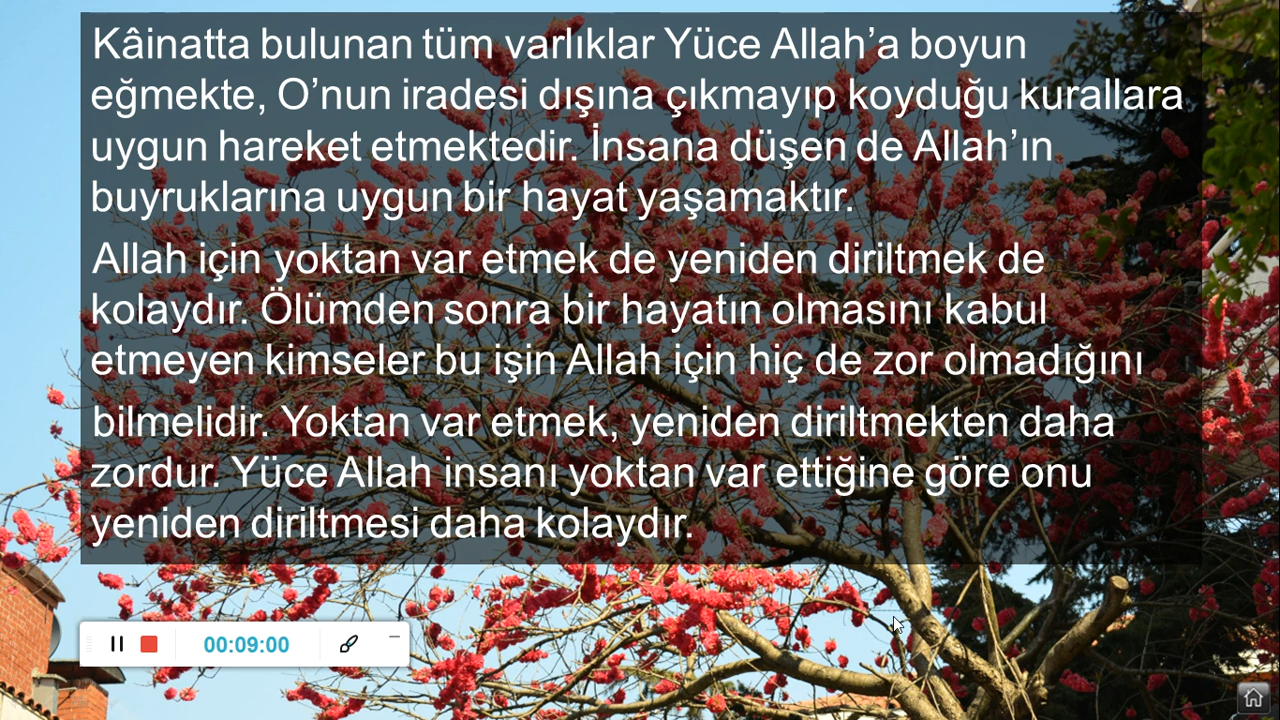 Kâinatta bulunan tüm varlıklar Yüce Allah’a boyun
eğmekte, O’nun iradesi dışına çıkmayıp koyduğu kurallara
uygun hareket etmektedir. İnsana düşen de Allah’ın
buyruklarına uygun bir hayat yaşamaktır.
Allah için yoktan var etmek de yeniden diriltmek de
kolaydır. Ölümden sonra bir hayatın olmasını kabul
etmeyen kimseler bu işin Allah için hiç de zor olmadığını
bilmelidir. Yoktan var etmek, yeniden diriltmekten daha
zordur. Yüce Allah insanı yoktan var ettiğine göre onu
yeniden diriltmesi daha kolaydır.
00:09:00